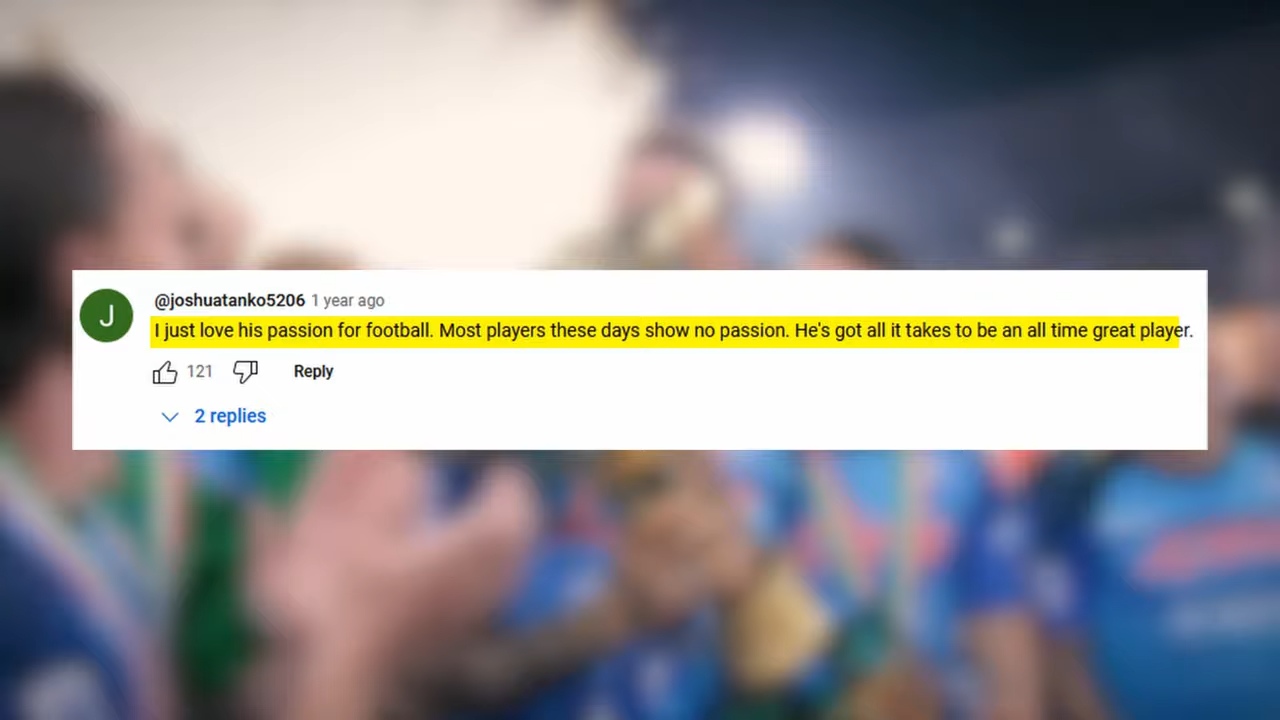 J
@joshuatanko5206 1 year ago
I just love his passion for football. Most players these days show no passion. He's got all it takes to be an all time great player.
121 Reply
2 replies